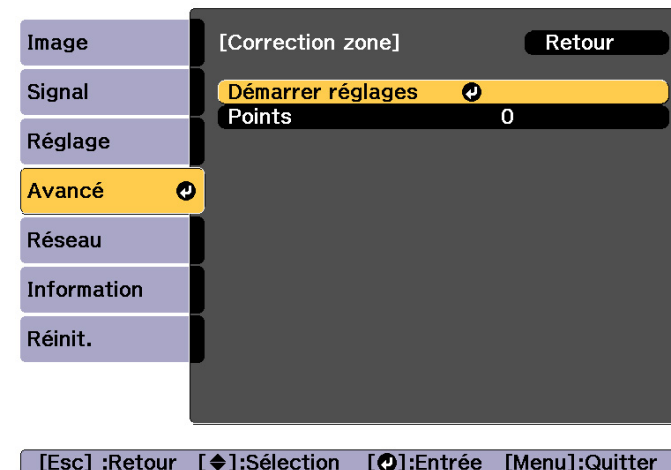 Image
Signal
Réglage
Avancé
Réseau
Information
Réinit.
[Correction zone] Retour
Démarrer réglages
Points 0
[Esc] :Retour [◆]:Sélection [↵]:Entrée [Menu]:Quitter